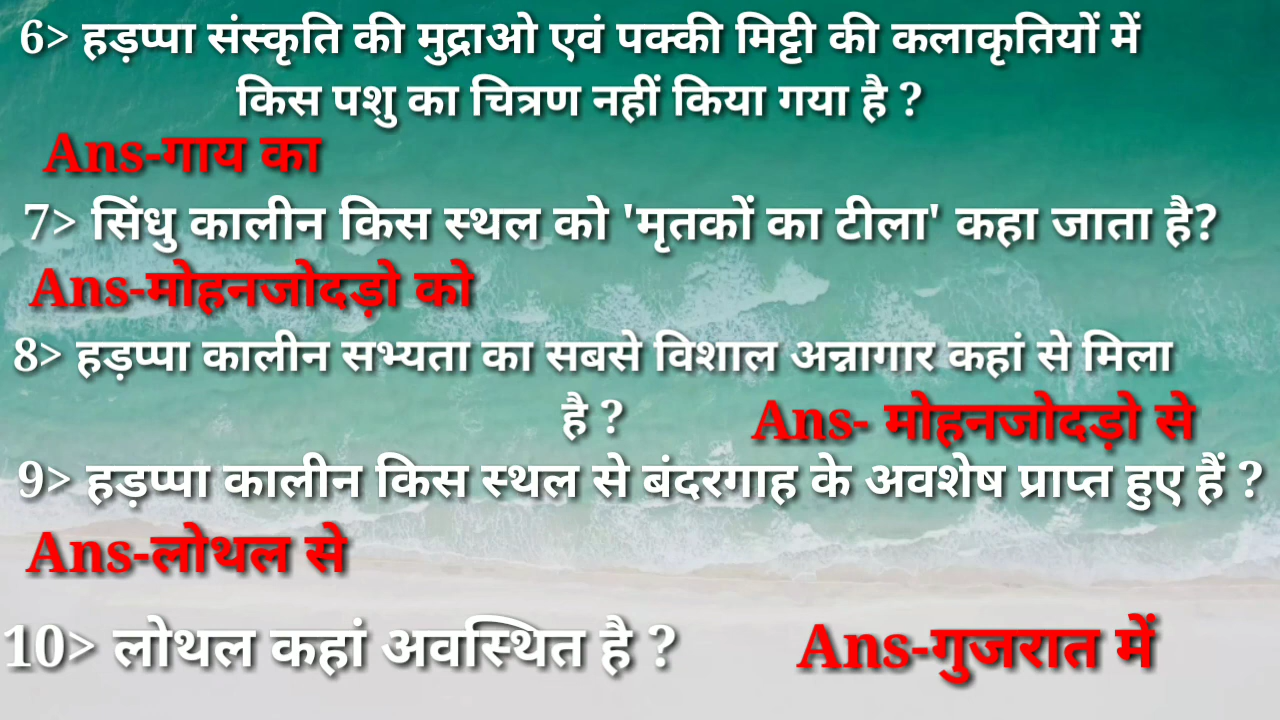 6> हड़प्पा संस्कृति की मुद्राओ एवं पक्की मिट्टी की कलाकृतियों में
किस पशु का चित्रण नहीं किया गया है ?
Ans-गाय का
7> सिंधु कालीन किस स्थल को 'मृतकों का टीला' कहा जाता है?
Ans-मोहनजोदड़ो को
8> हड़प्पा कालीन सभ्यता का सबसे विशाल अन्नागार कहां से मिला
है ? Ans- मोहनजोदड़ो से
9> हड़प्पा कालीन किस स्थल से बंदरगाह के अवशेष प्राप्त हुए हैं ?
Ans-लोथल से
10> लोथल कहां अवस्थित है ? Ans-गुजरात में